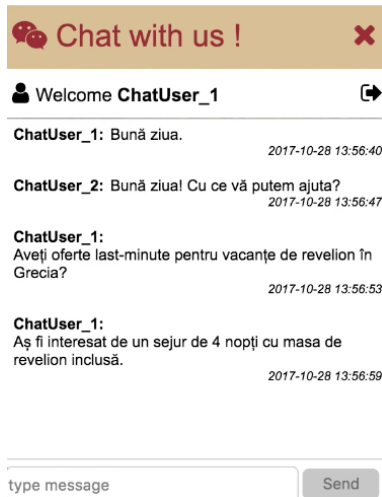 Chat with us !
Welcome ChatUser_1
ChatUser_1: Bună ziua.
2017-10-28 13:56:40
ChatUser_2: Bună ziua! Cu ce vă putem ajuta?
2017-10-28 13:56:47
ChatUser_1:
Aveți oferte last-minute pentru vacanțe de revelion în
Grecia?
2017-10-28 13:56:53
ChatUser_1:
Aș fi interesat de un sejur de 4 nopți cu masa de
revelion inclusă.
2017-10-28 13:56:59
type message
Send